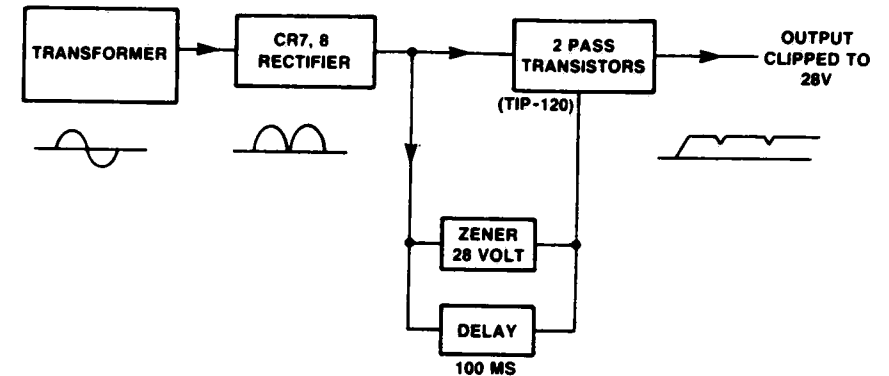 TRANSFORMER
CR7, 8
RECTIFIER
2 PASS
TRANSISTORS
(TIP-120)
OUTPUT
CLIPPED TO
28V
ZENER
28 VOLT
DELAY
100 MS